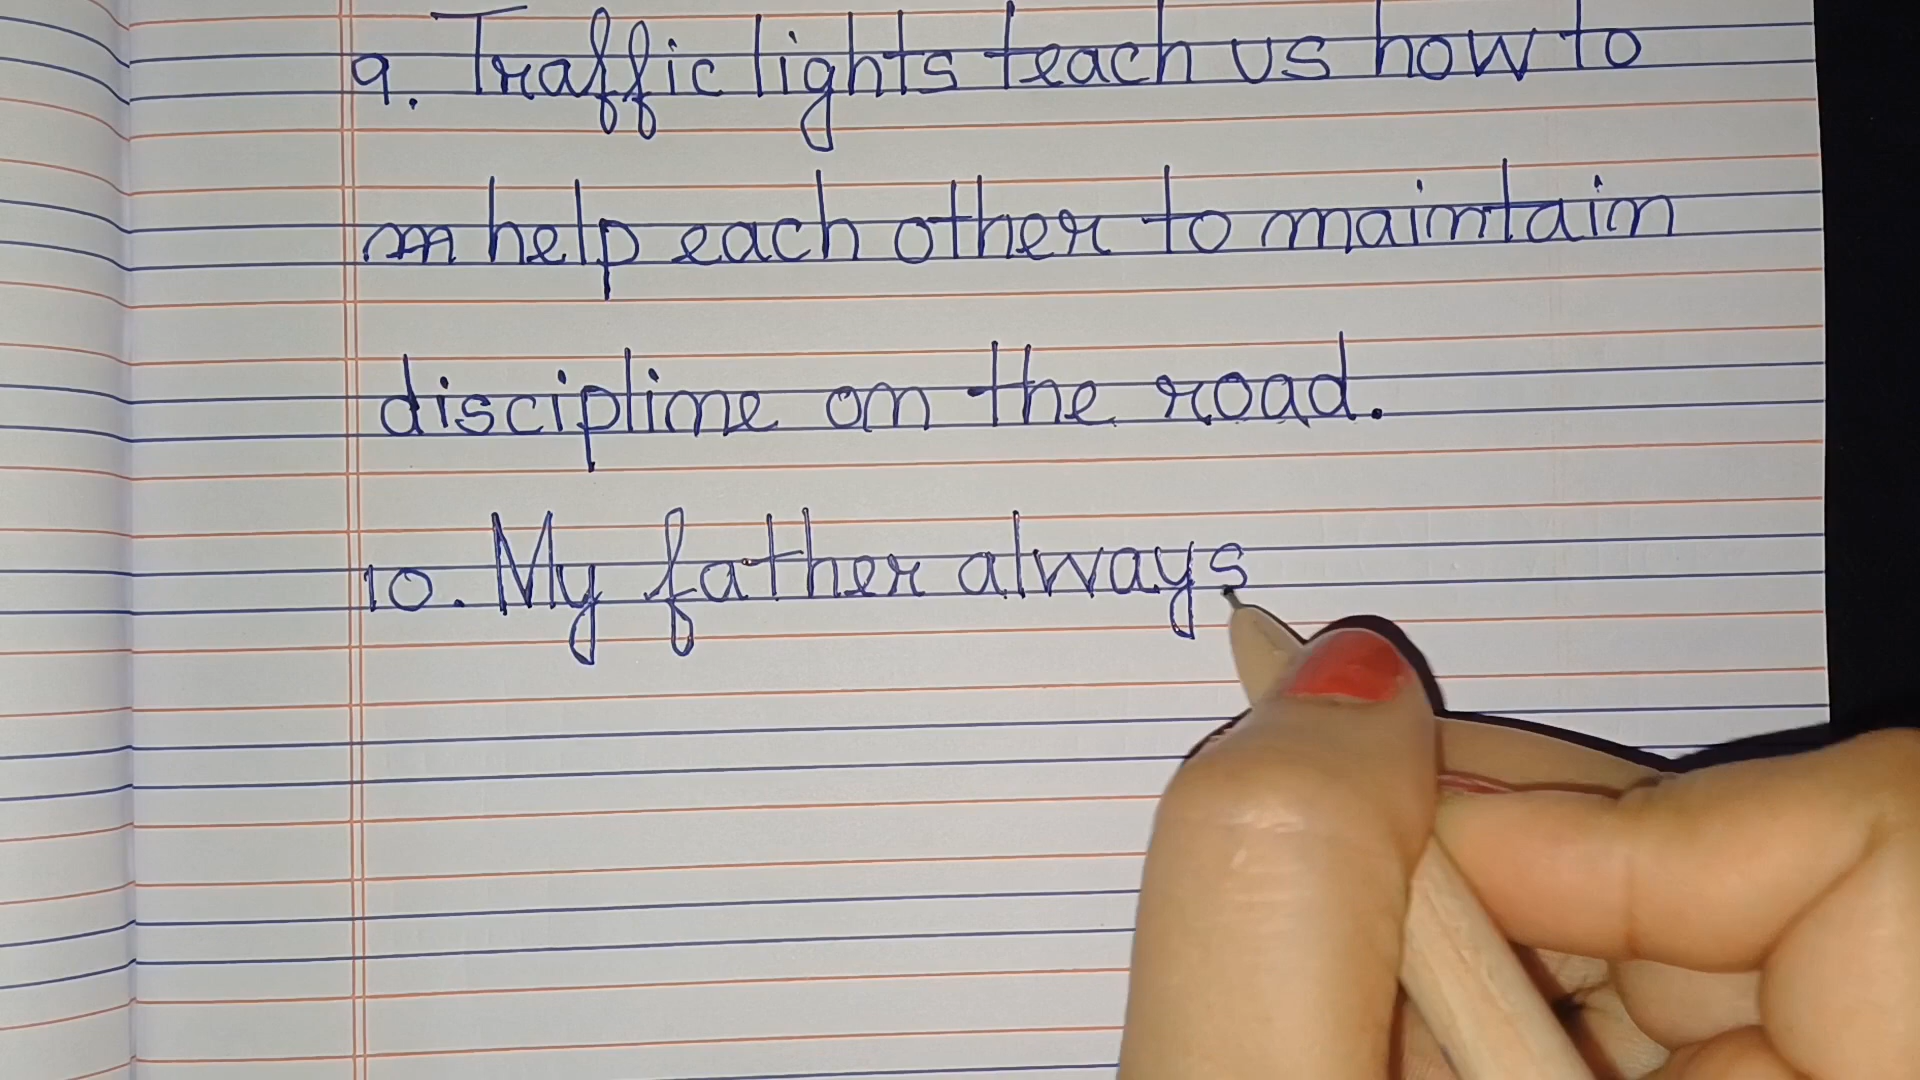 9. Traffic lights teach us how to
help each other to maintain
discipline on the road.
10. My father always